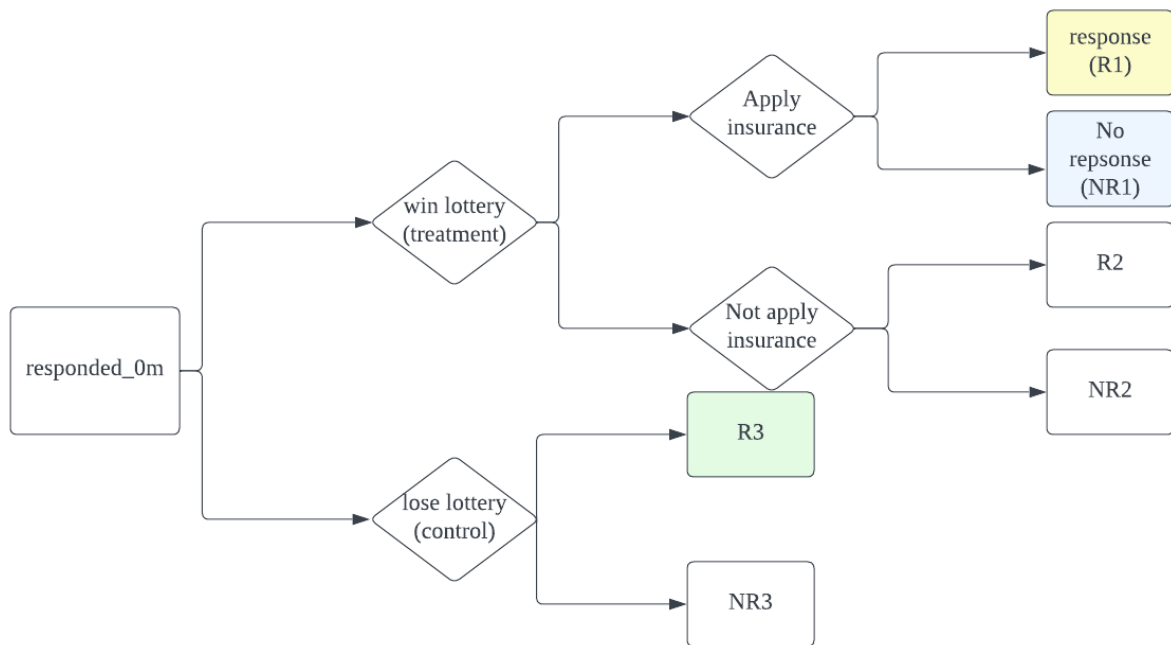 response
(R1)
Apply
insurance
No
repsonse
(NR1)
win lottery
(treatment)
R2
Not apply
insurance
responded_0m
NR2
R3
lose lottery
(control)
NR3